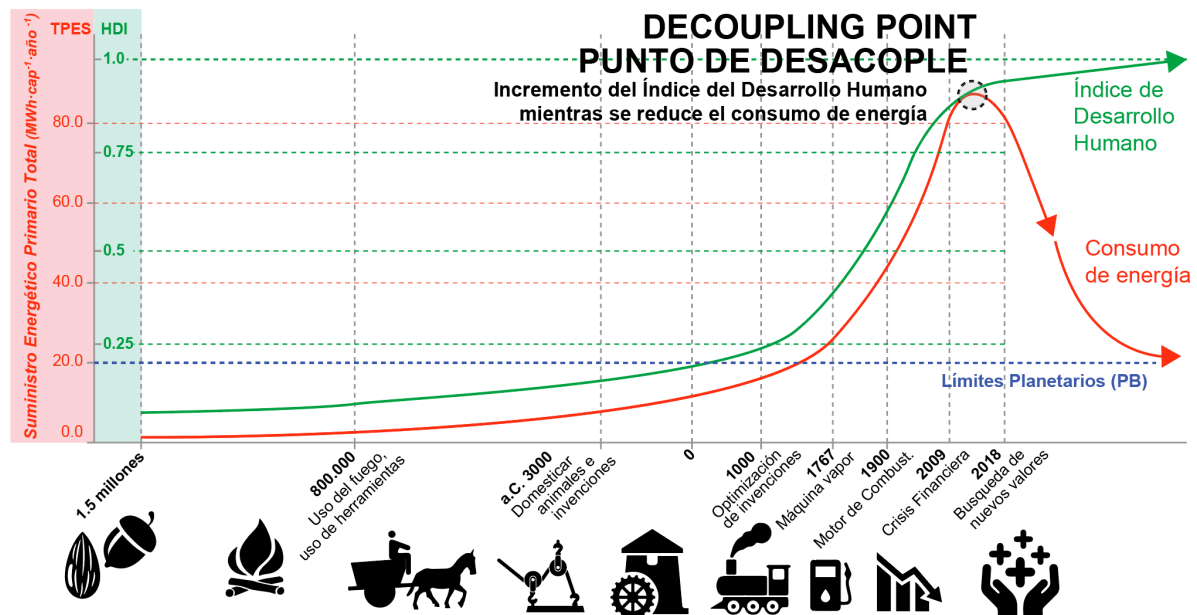 TPES HDI
DECOUPLING POINT
PUNTO DE DESACOPLE
Incremento del Índice del Desarrollo Humano
mientras se reduce el consumo de energía
Suministro Energético Primario Total (MWh·cap⁻¹·año ⁻¹)
1.0
80.0
0.75
60.0
0.5
40.0
0.25
20.0
0.0
Índice de
Desarrollo
Humano
Consumo
de energía
Límites Planetarios (PB)
1.5 millones
800.000
Uso del fuego,
uso de herramientas
a.C. 3000
Domesticar
animales e
invenciones
0
1000
Optimización
de invenciones
1767
Máquina vapor
1900
Motor de Combust.
2009
Crisis Financiera
2018
Busqueda de
nuevos valores